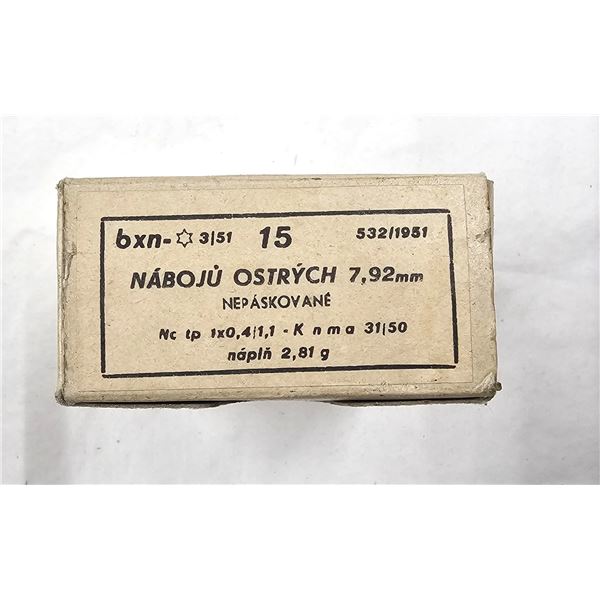 bxn-✡ 3/51 15 532/1951
NÁBOJŮ OSTRÝCH 7,92mm
NEPÁSKOVANÉ
Nc tp 1x0,4/1,1 - K n m a 31/50
náplň 2,81 g